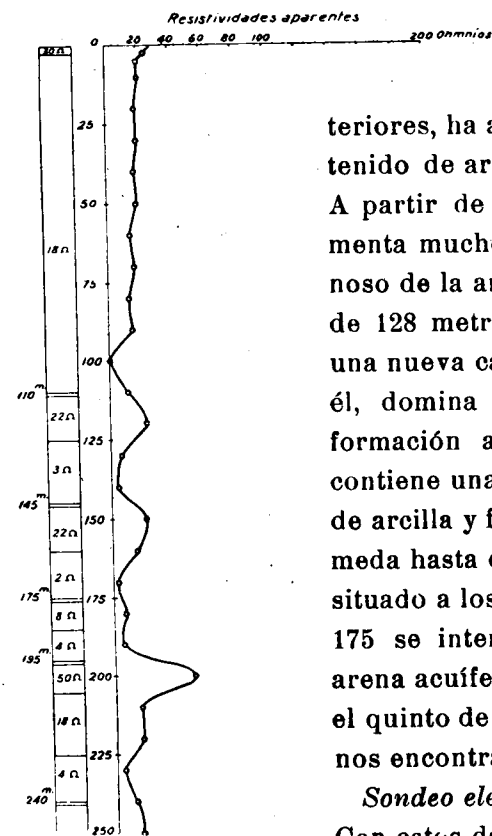 Resistividades aparentes
0 20 40 60 80 100 200 Ohmnios
20 Ω
25
50
18 Ω
75
100
110 m.
22 Ω
125
3 Ω
145 m.
22 Ω
150
2 Ω
175 m.
175
8 Ω
4 Ω
195 m.
50 Ω
200
18 Ω
225
4 Ω
240 m.
250
teriores, ha a
tenido de ar
A partir de
menta mucho
noso de la ar
de 128 metr
una nueva ca
él, domina
formación a
contiene una
de arcilla y f
meda hasta e
situado a los
175 se inter
arena acuífe
el quinto de
nos encontra
Sondeo ele
Con estos d